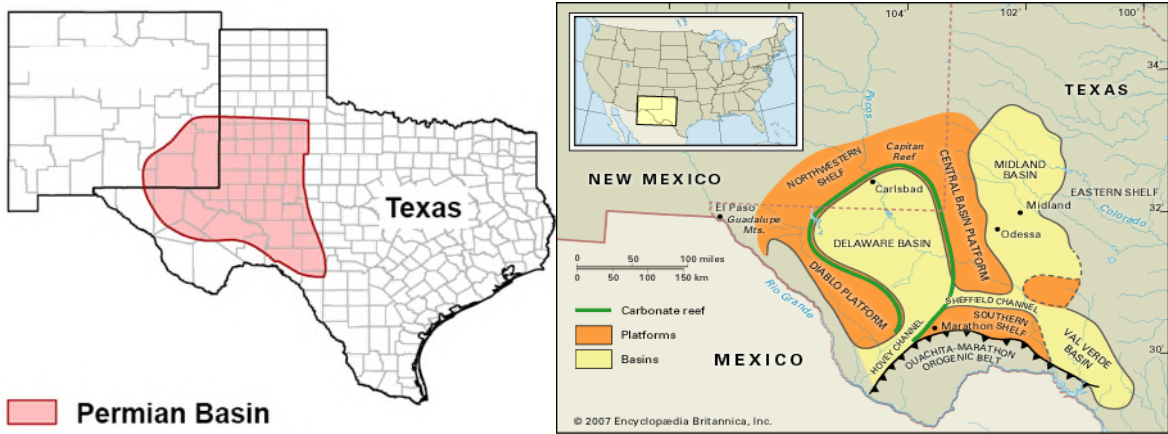 Texas
Permian Basin
104
102
100°
34°
TEXAS
Pecos
NORTHWESTERN
SHELF
Capitan
Reef
CENTRAL BASIN PLATFORM
MIDLAND
BASIN
NEW MEXICO
Carlsbad
EASTERN SHELF
El Paso
Guadalupe
Mts.
Midland
Colorado
32°
Odessa
DELAWARE BASIN
0 50 100 miles
0 50 100 150 km
DIABLO PLATFORM
Rio Grande
SHEFFIELD CHANNEL
Carbonate reef
SOUTHERN
SHELF
Marathon
Platforms
HOVEY CHANNEL
VAL VERDE
BASIN
30°
Basins
MEXICO
OUACHITA-MARATHON
OROGENIC BELT
© 2007 Encyclopædia Britannica, Inc.